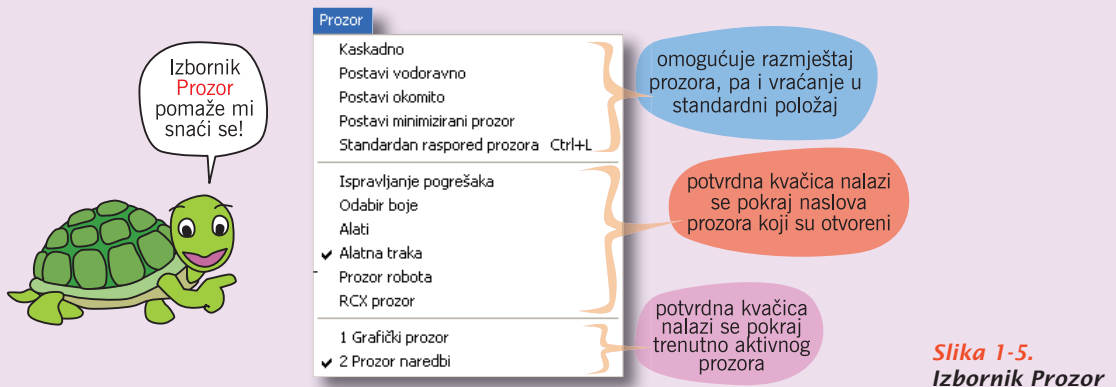 Prozor
Izbornik
Prozor
pomaže mi
snaći se!
Kaskadno
Postavi vodoravno
Postavi okomito
Postavi minimizirani prozor
Standardan raspored prozora Ctrl+L
omogućuje razmještaj
prozora, pa i vraćanje u
standardni položaj
Ispravljanje pogrešaka
Odabir boje
Alati
✔ Alatna traka
Prozor robota
RCX prozor
potvrdna kvačica nalazi
se pokraj naslova
prozora koji su otvoreni
1 Grafički prozor
✔ 2 Prozor naredbi
potvrdna kvačica
nalazi se pokraj
trenutno aktivnog
prozora
Slika 1-5.
Izbornik Prozor